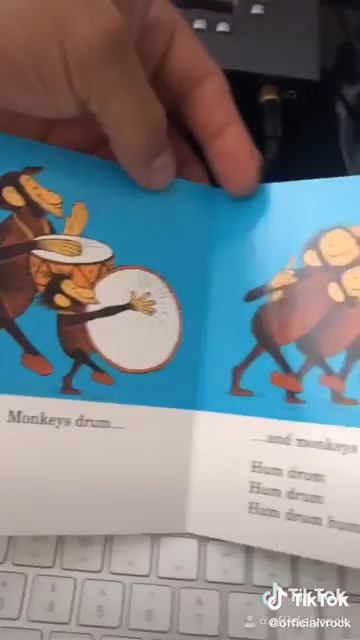 Monkeys drum...
...and monkeys
Hum drum
Hum drum
Hum drum hum
TikTok
@officialvrock